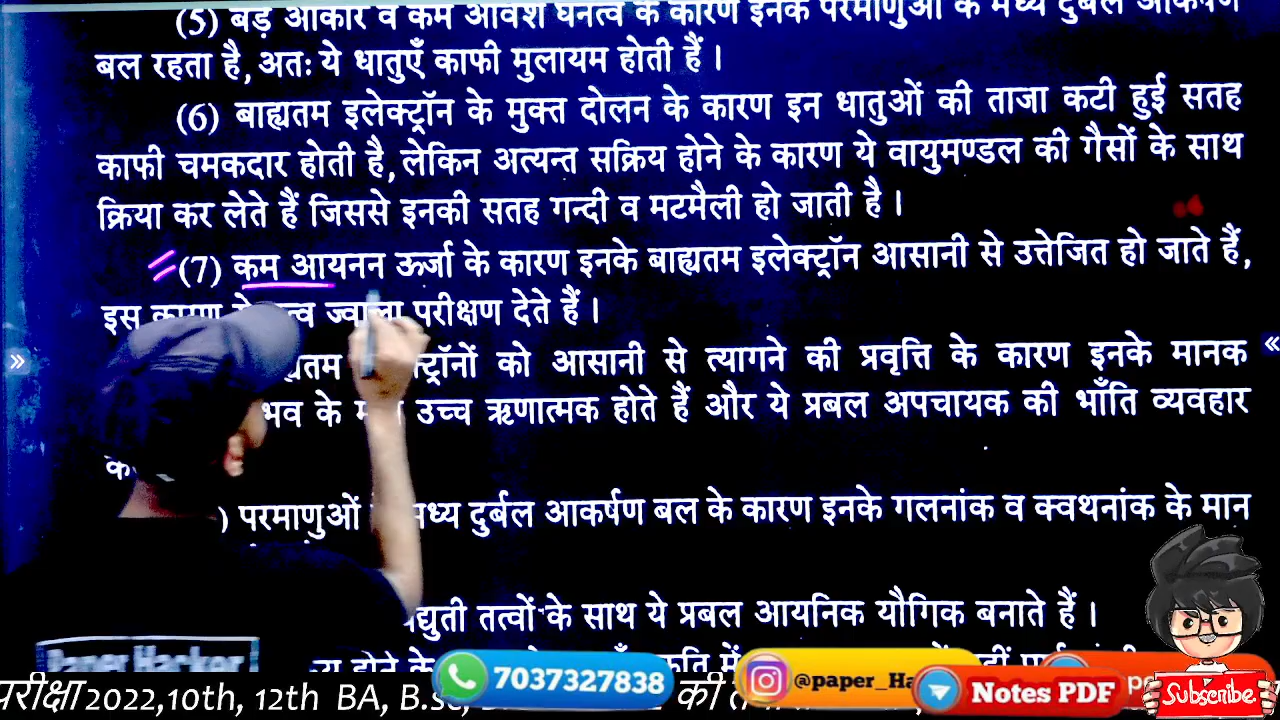 (5) बड़े आकार व कम आवेश घनत्व के कारण इनके परमाणुओं के मध्य दुर्बल आकर्षण
बल रहता है, अतः ये धातुएँ काफी मुलायम होती हैं।
(6) बाह्यतम इलेक्ट्रॉन के मुक्त दोलन के कारण इन धातुओं की ताजा कटी हुई सतह
काफी चमकदार होती है, लेकिन अत्यन्त सक्रिय होने के कारण ये वायुमण्डल की गैसों के साथ
क्रिया कर लेते हैं जिससे इनकी सतह गन्दी व मटमैली हो जाती है।
(7) कम आयनन ऊर्जा के कारण इनके बाह्यतम इलेक्ट्रॉन आसानी से उत्तेजित हो जाते हैं,
इस कारण ज्वाला परीक्षण देते हैं।
को आसानी से त्यागने की प्रवृत्ति के कारण इनके मानक
के उच्च ऋणात्मक होते हैं और ये प्रबल अपचायक की भाँति व्यवहार
) परमाणुओं मध्य दुर्बल आकर्षण बल के कारण इनके गलनांक व क्वथनांक के मान
तत्वों के साथ ये प्रबल आयनिक यौगिक बनाते हैं।
होने के
Paper Hacker
7037327838
@paper_Ha
Notes PDF
Subscribe
परीक्षा 2022,10th, 12th BA, B.sc, की